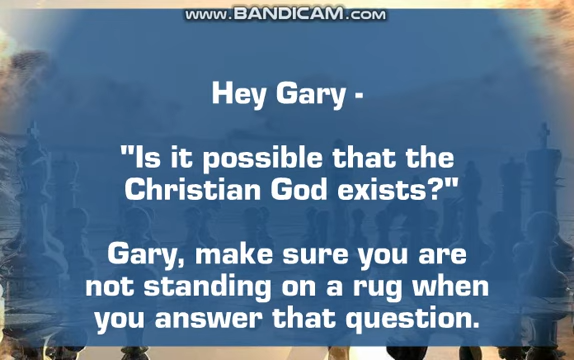 www.BANDICAM.com
Hey Gary -
"Is it possible that the
Christian God exists?"
Gary, make sure you are
not standing on a rug when
you answer that question.